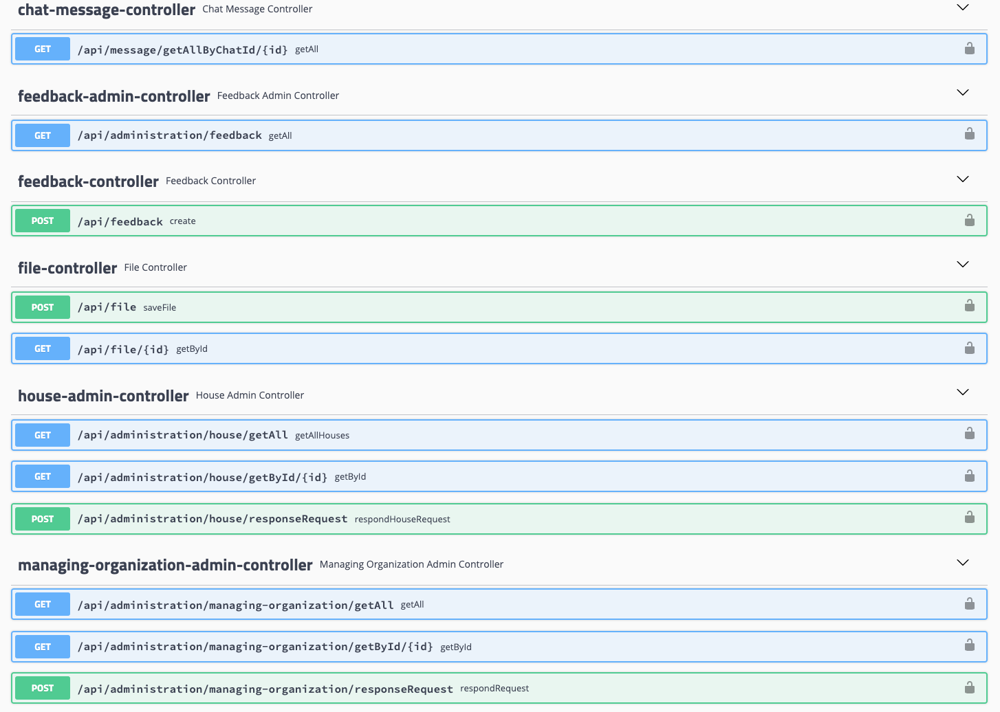 chat-message-controller Chat Message Controller
GET /api/message/getAllByChatId/{id} getAll
feedback-admin-controller Feedback Admin Controller
GET /api/administration/feedback getAll
feedback-controller Feedback Controller
POST /api/feedback create
file-controller File Controller
POST /api/file saveFile
GET /api/file/{id} getById
house-admin-controller House Admin Controller
GET /api/administration/house/getAll getAllHouses
GET /api/administration/house/getById/{id} getById
POST /api/administration/house/responseRequest respondHouseRequest
managing-organization-admin-controller Managing Organization Admin Controller
GET /api/administration/managing-organization/getAll getAll
GET /api/administration/managing-organization/getById/{id} getById
POST /api/administration/managing-organization/responseRequest respondRequest